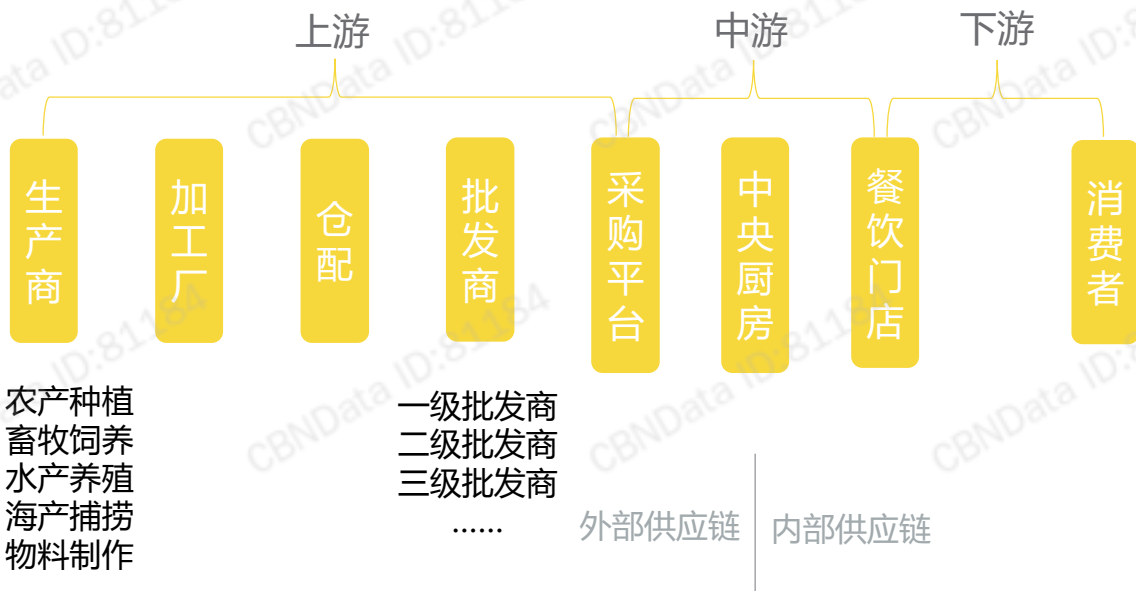 上游
中游
下游
生产商
加工厂
仓配
批发商
采购平台
中央厨房
餐饮门店
消费者
农产种植
畜牧饲养
水产养殖
海产捕捞
物料制作
一级批发商
二级批发商
三级批发商
......
外部供应链
内部供应链
CBNData ID:81184